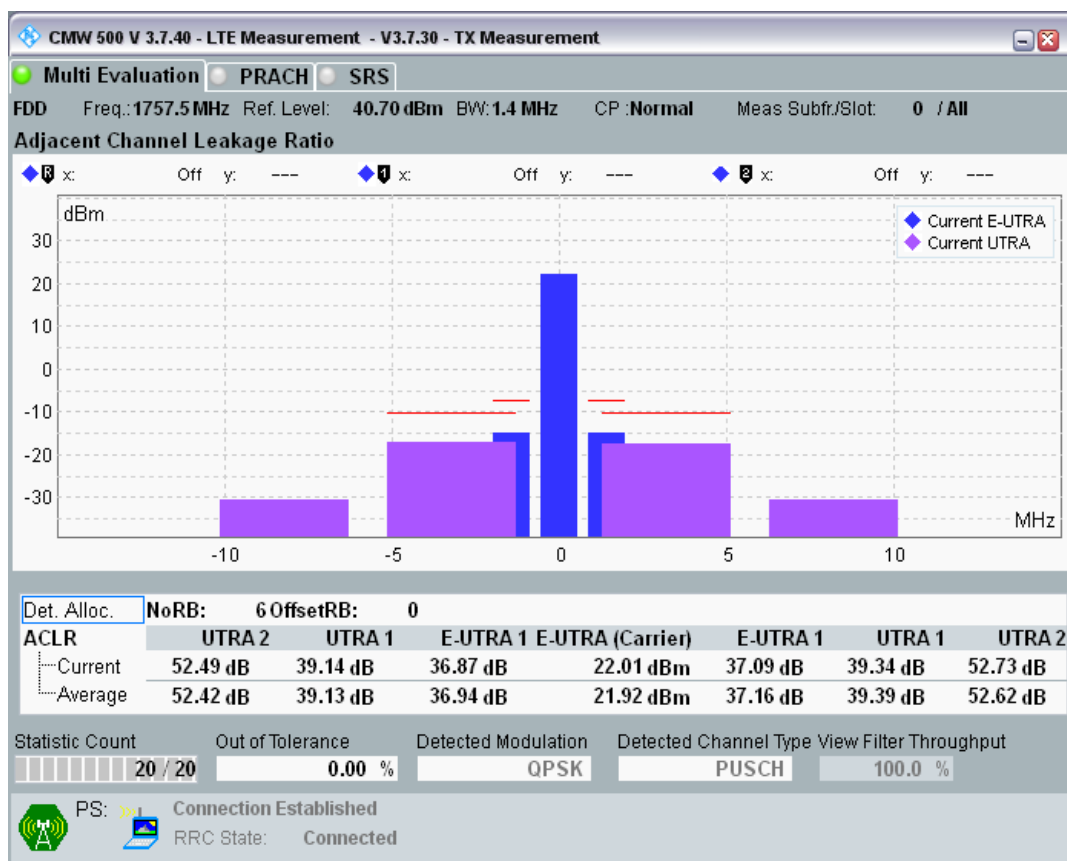 CMW 500 V 3.7.40 - LTE Measurement - V3.7.30 - TX Measurement
Multi Evaluation PRACH SRS
FDD Freq.: 1757.5 MHz Ref. Level: 40.70 dBm BW: 1.4 MHz CP : Normal Meas Subfr./Slot: 0 / All
Adjacent Channel Leakage Ratio
R x: Off y: --- 1 x: Off y: --- 2 x: Off y: ---
dBm
Current E-UTRA
Current UTRA
30
20
10
0
-10
-20
-30
MHz
-10 -5 0 5 10
Det. Alloc. NoRB: 6 OffsetRB: 0
ACLR UTRA 2 UTRA 1 E-UTRA 1 E-UTRA (Carrier) E-UTRA 1 UTRA 1 UTRA 2
Current 52.49 dB 39.14 dB 36.87 dB 22.01 dBm 37.09 dB 39.34 dB 52.73 dB
Average 52.42 dB 39.13 dB 36.94 dB 21.92 dBm 37.16 dB 39.39 dB 52.62 dB
Statistic Count Out of Tolerance Detected Modulation Detected Channel Type View Filter Throughput
20 / 20 0.00 % QPSK PUSCH 100.0 %
PS: Connection Established
RRC State: Connected